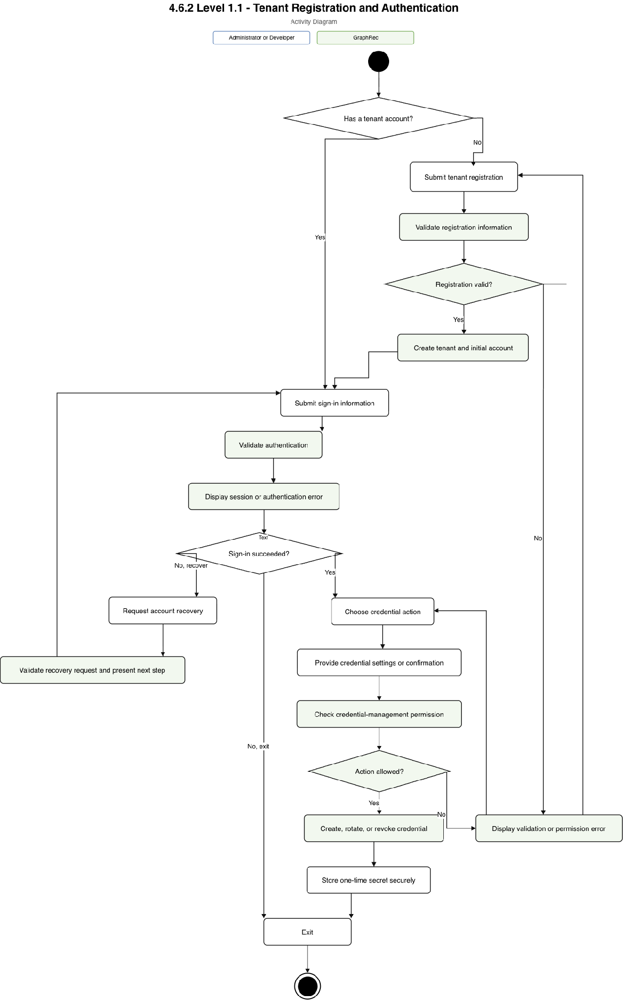 4.6.2 Level 1.1 - Tenant Registration and Authentication
Activity Diagram
Administrator or Developer
GraphRec
Has a tenant account?
No
Submit tenant registration
Validate registration information
Yes
Registration valid?
Yes
Create tenant and initial account
Submit sign-in information
Validate authentication
Display session or authentication error
Text
No
Sign-in succeeded?
No, recover
Yes
Request account recovery
Choose credential action
Provide credential settings or confirmation
Validate recovery request and present next step
Check credential-management permission
No, exit
Action allowed?
Yes
No
Create, rotate, or revoke credential
Display validation or permission error
Store one-time secret securely
Exit